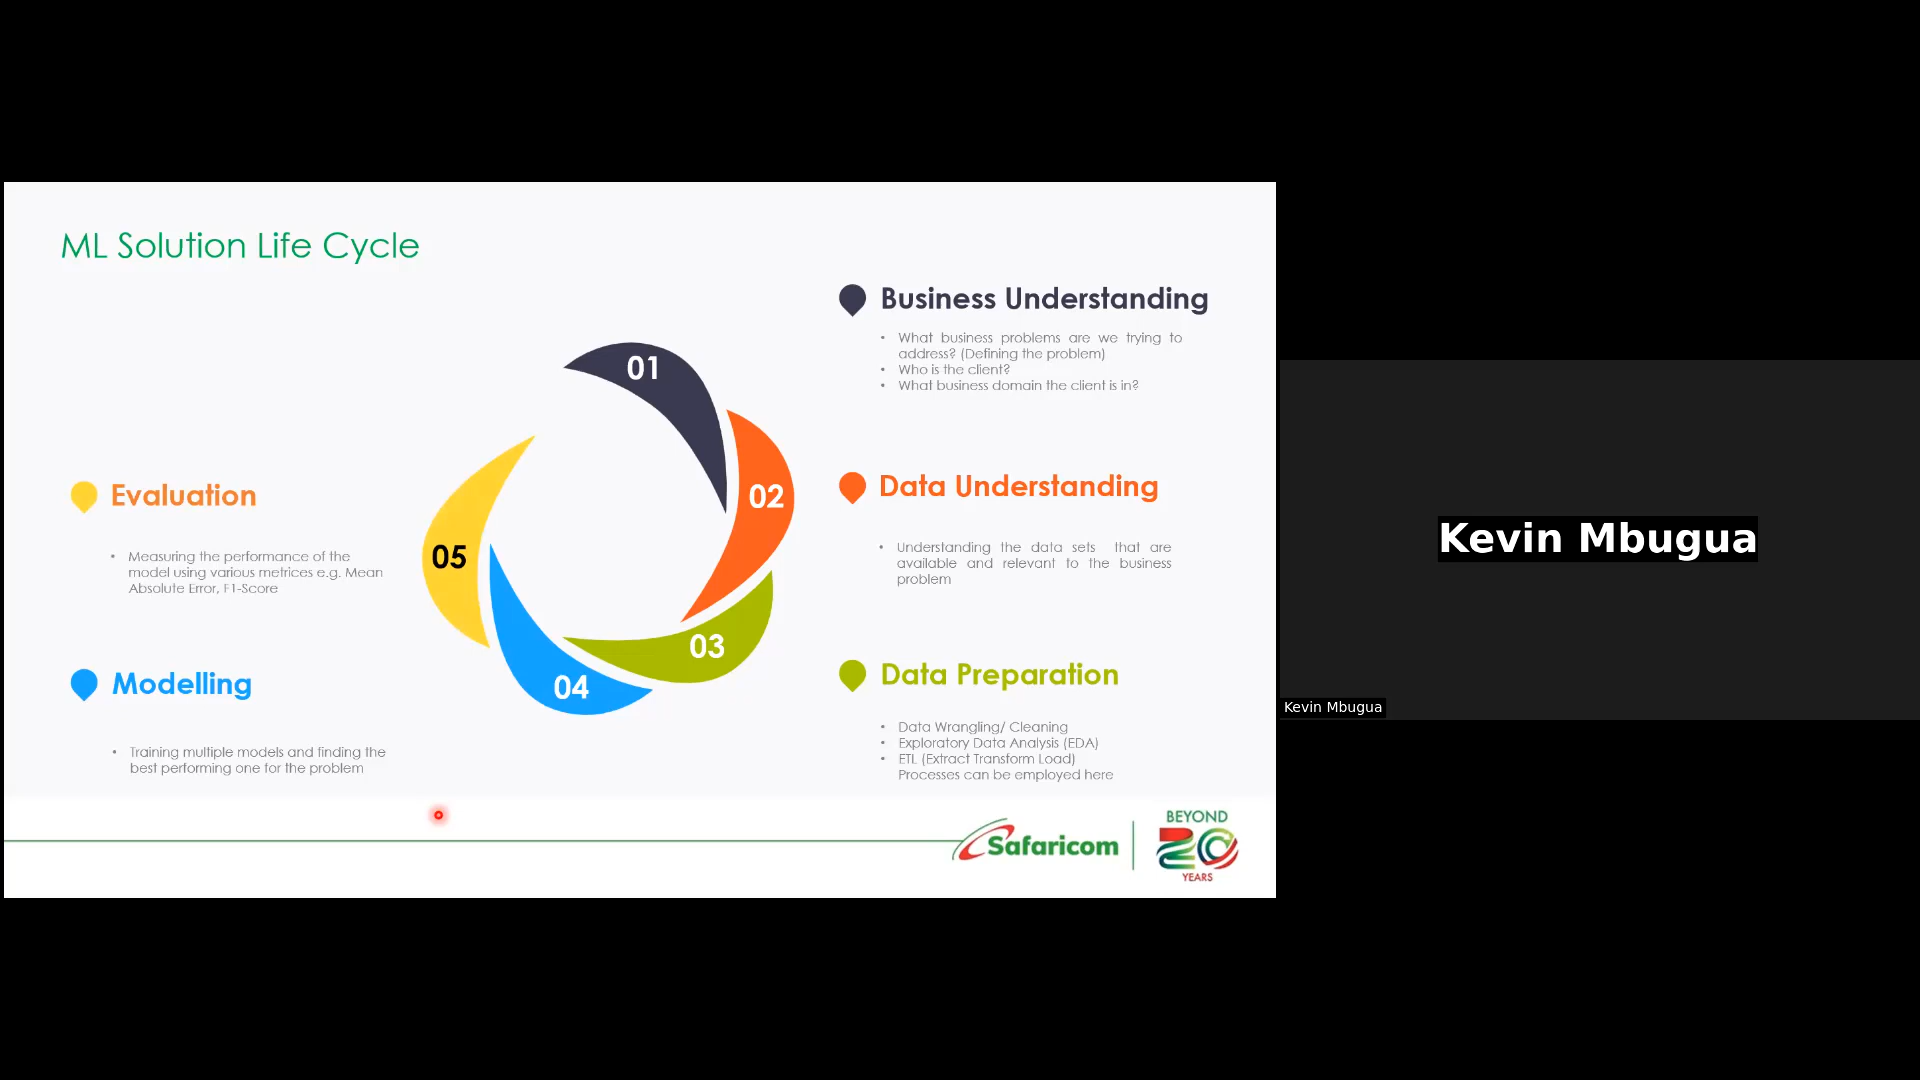 ML Solution Life Cycle
Business Understanding
• What business problems are we trying to
address? (Defining the problem)
• Who is the client?
• What business domain the client is in?
01
02
03
04
05
Data Understanding
• Understanding the data sets that are
available and relevant to the business
problem
Data Preparation
• Data Wrangling/ Cleaning
• Exploratory Data Analysis (EDA)
• ETL (Extract Transform Load)
Processes can be employed here
Evaluation
• Measuring the performance of the
model using various metrices e.g. Mean
Absolute Error, F1-Score
Modelling
• Training multiple models and finding the
best performing one for the problem
Safaricom
BEYOND
20
YEARS
Kevin Mbugua
Kevin Mbugua